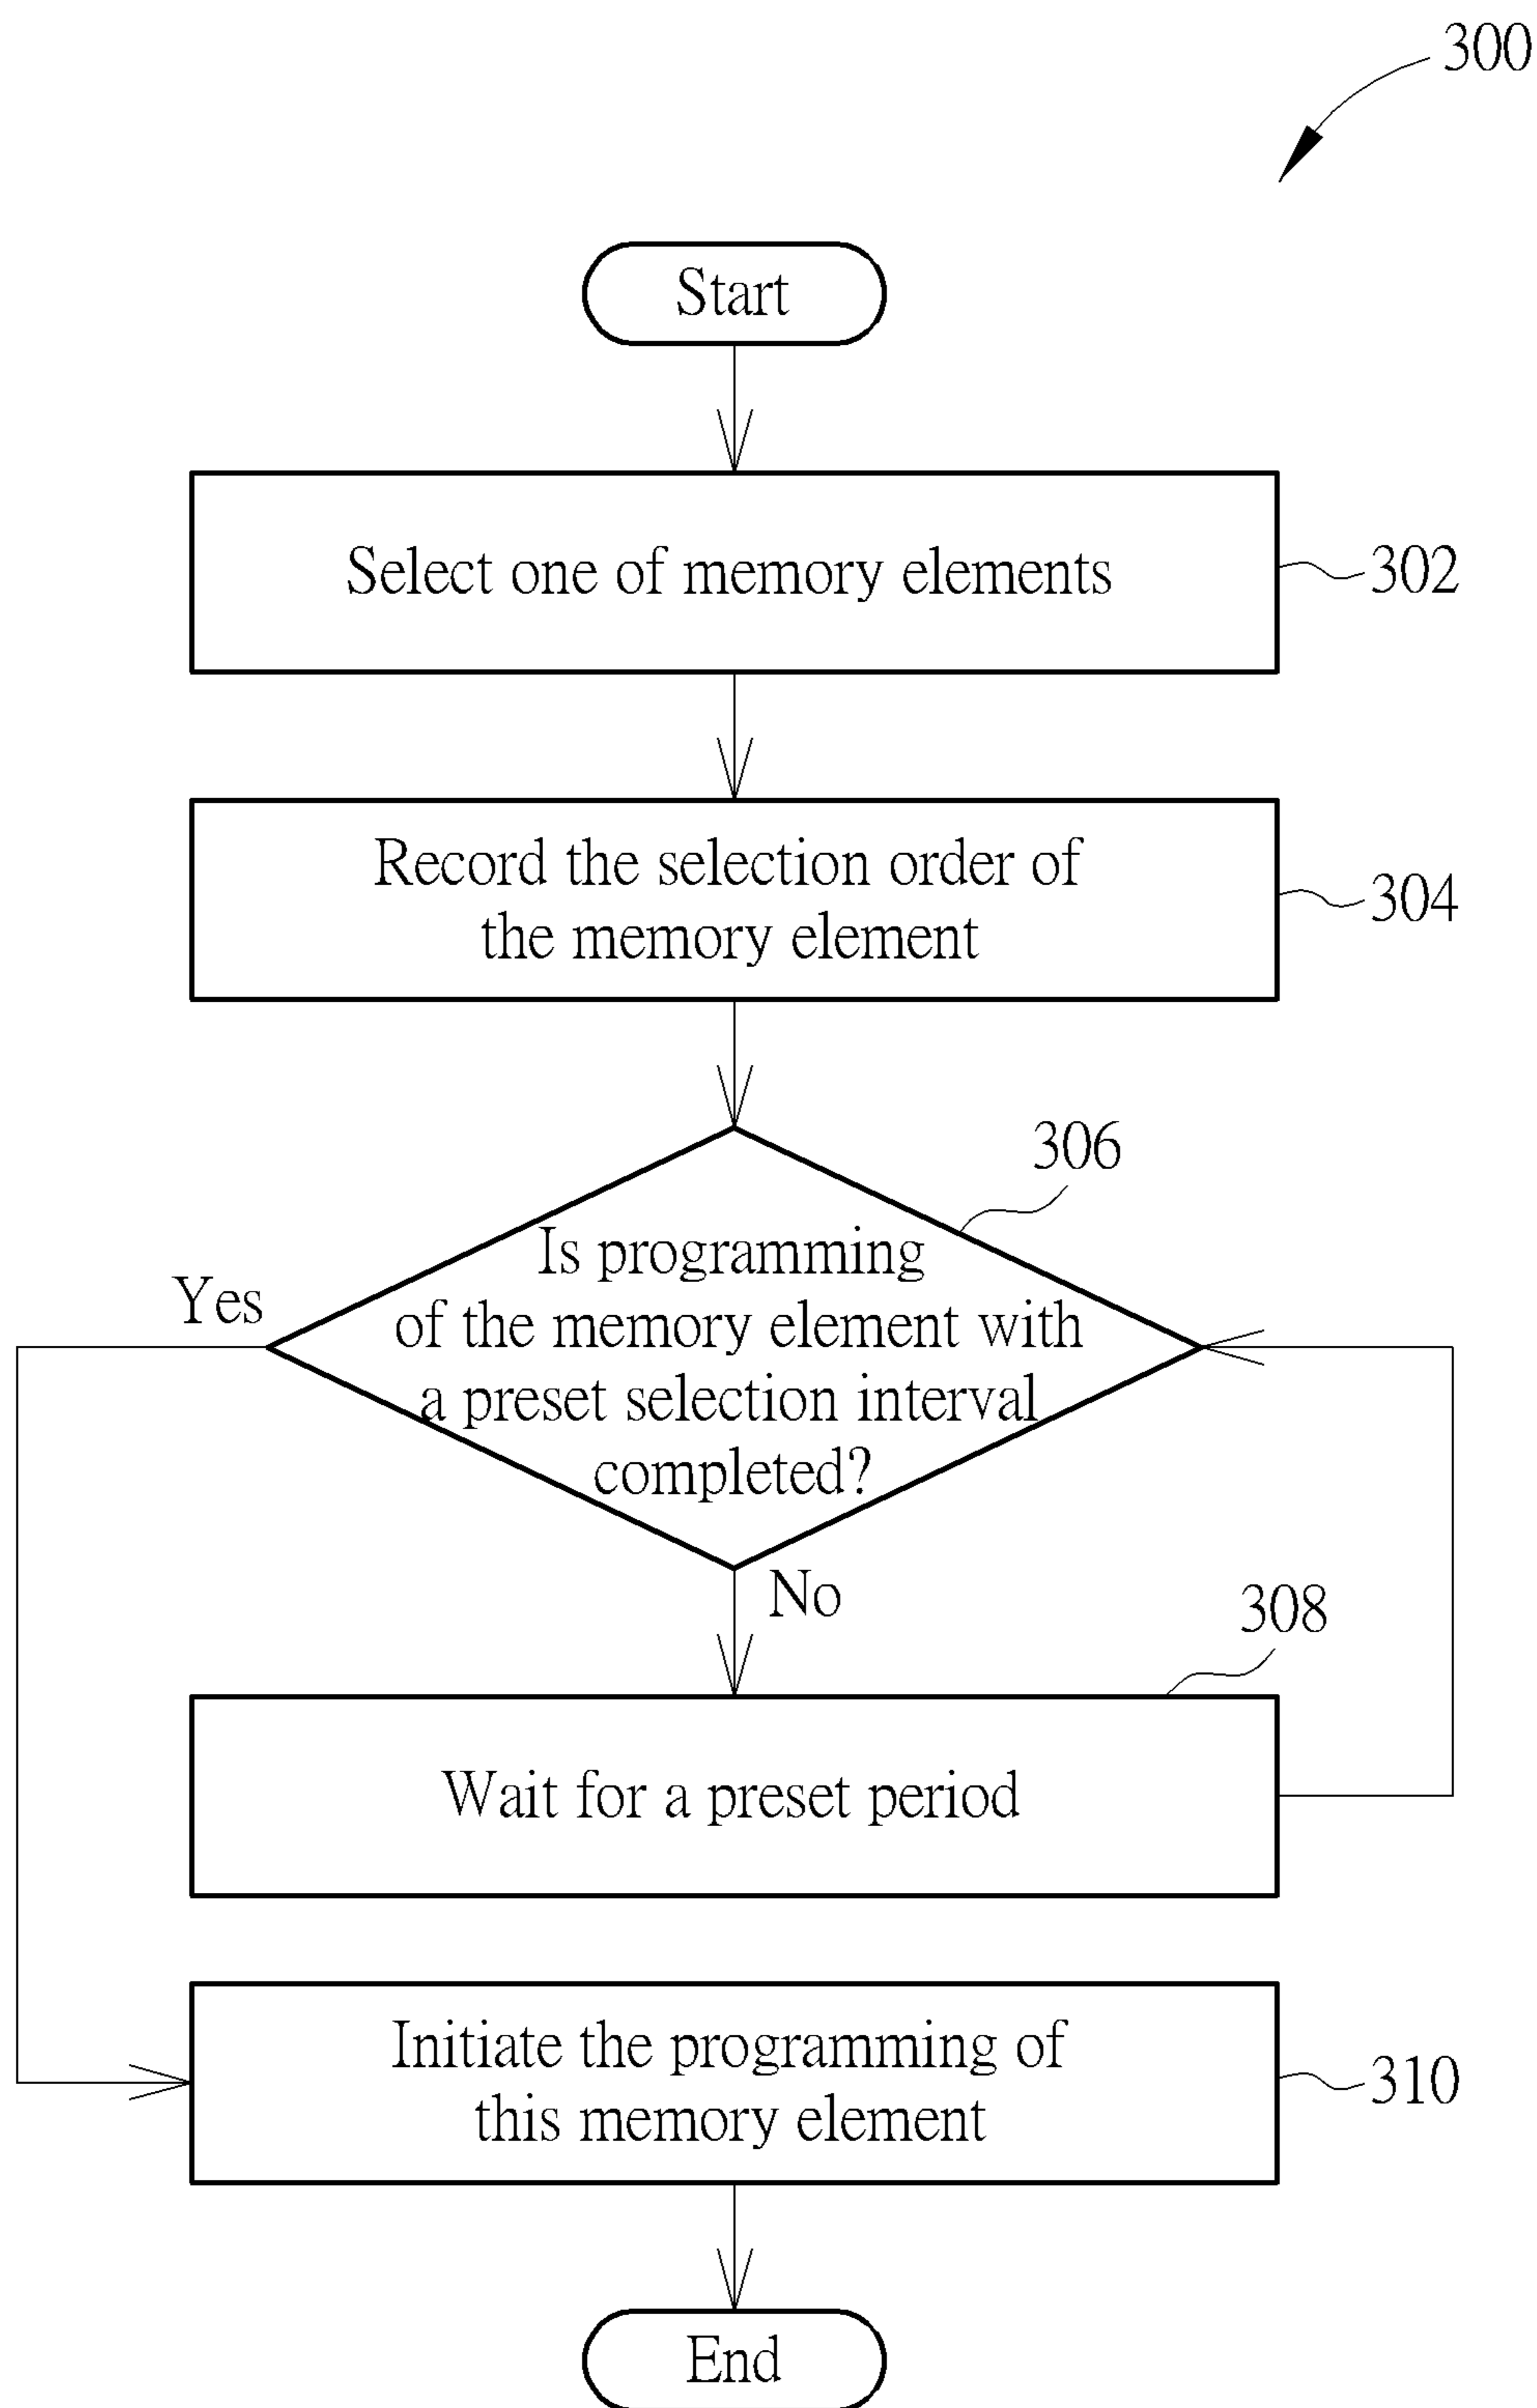 300
Start
Select one of memory elements
302
Record the selection order of
the memory element
304
306
Is programming
of the memory element with
a preset selection interval
completed?
Yes
No
308
Wait for a preset period
Initiate the programming of
this memory element
310
End